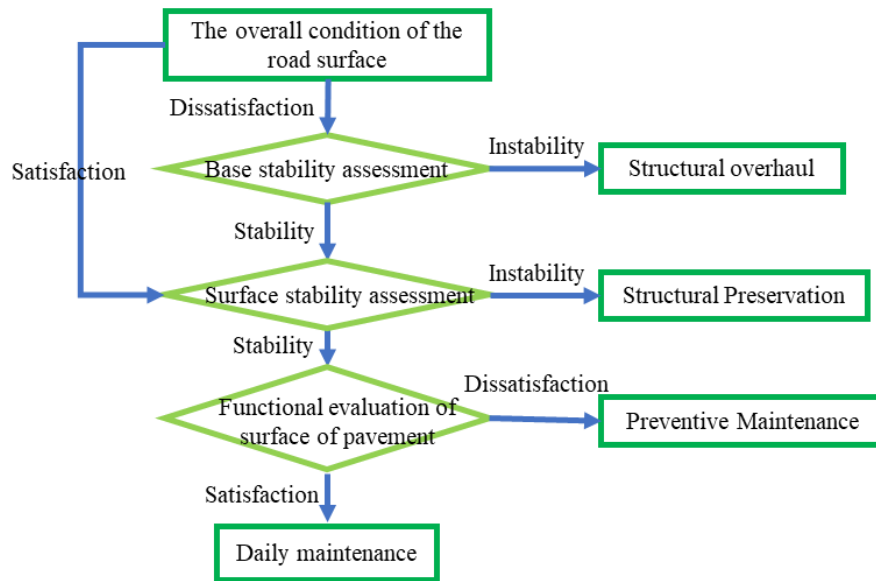 The overall condition of the
road surface
Dissatisfaction
Satisfaction
Base stability assessment
Instability
Structural overhaul
Stability
Surface stability assessment
Instability
Structural Preservation
Stability
Functional evaluation of
surface of pavement
Dissatisfaction
Preventive Maintenance
Satisfaction
Daily maintenance